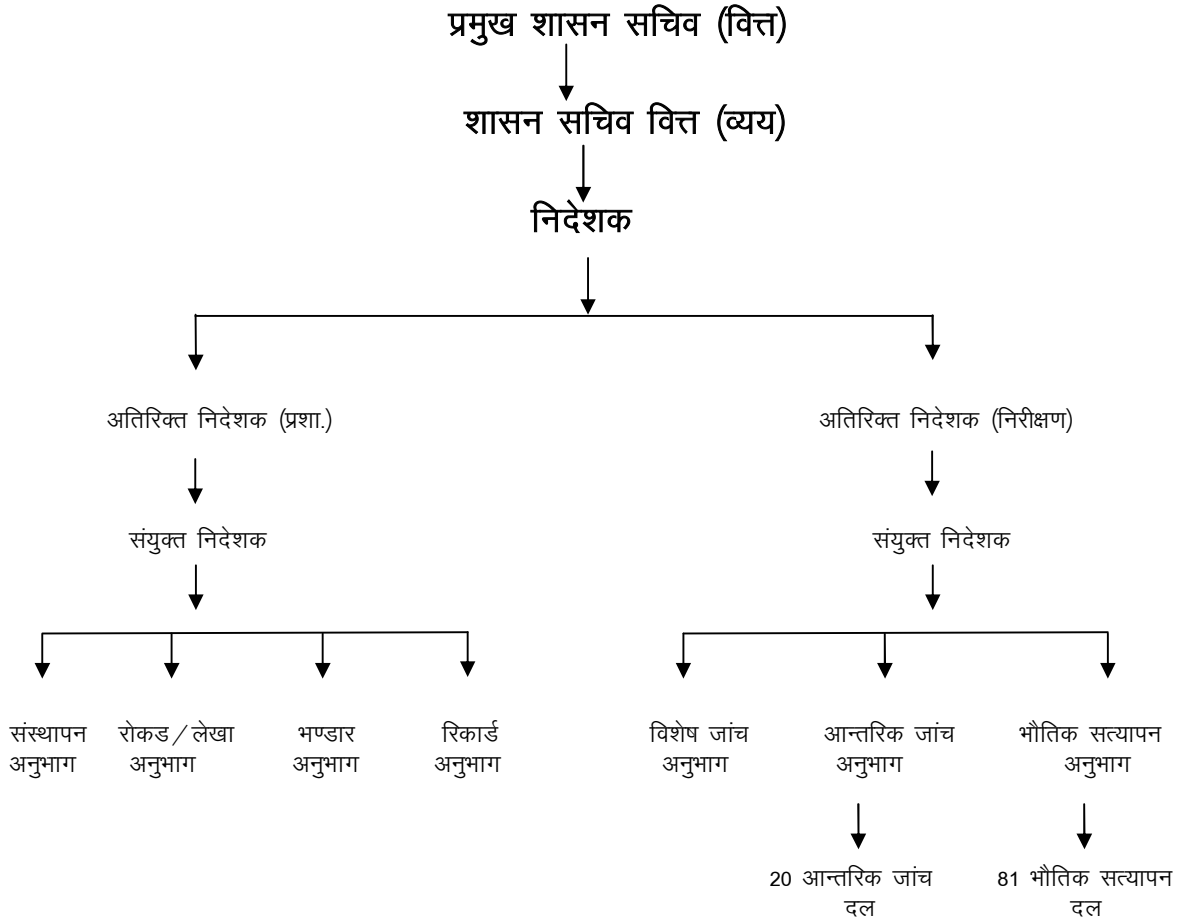 प्रमुख शासन सचिव (वित्त)
शासन सचिव वित्त (व्यय)
निदेशक
अतिरिक्त निदेशक (प्रशा.)
अतिरिक्त निदेशक (निरीक्षण)
संयुक्त निदेशक
संयुक्त निदेशक
संस्थापन
अनुभाग
रोकड/लेखा
अनुभाग
भण्डार
अनुभाग
रिकार्ड
अनुभाग
विशेष जांच
अनुभाग
आन्तरिक जांच
अनुभाग
भौतिक सत्यापन
अनुभाग
20 आन्तरिक जांच
दल
81 भौतिक सत्यापन
दल